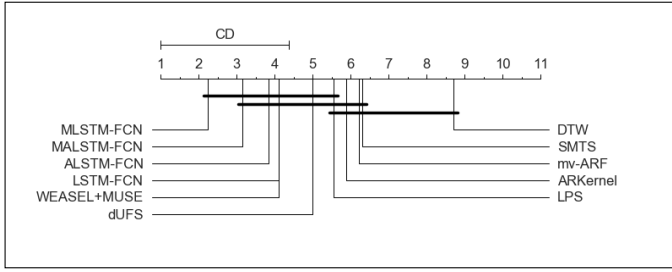 CD
1 2 3 4 5 6 7 8 9 10 11
MLSTM-FCN
MALSTM-FCN
ALSTM-FCN
LSTM-FCN
WEASEL+MUSE
dUFS
DTW
SMTS
mv-ARF
ARKernel
LPS